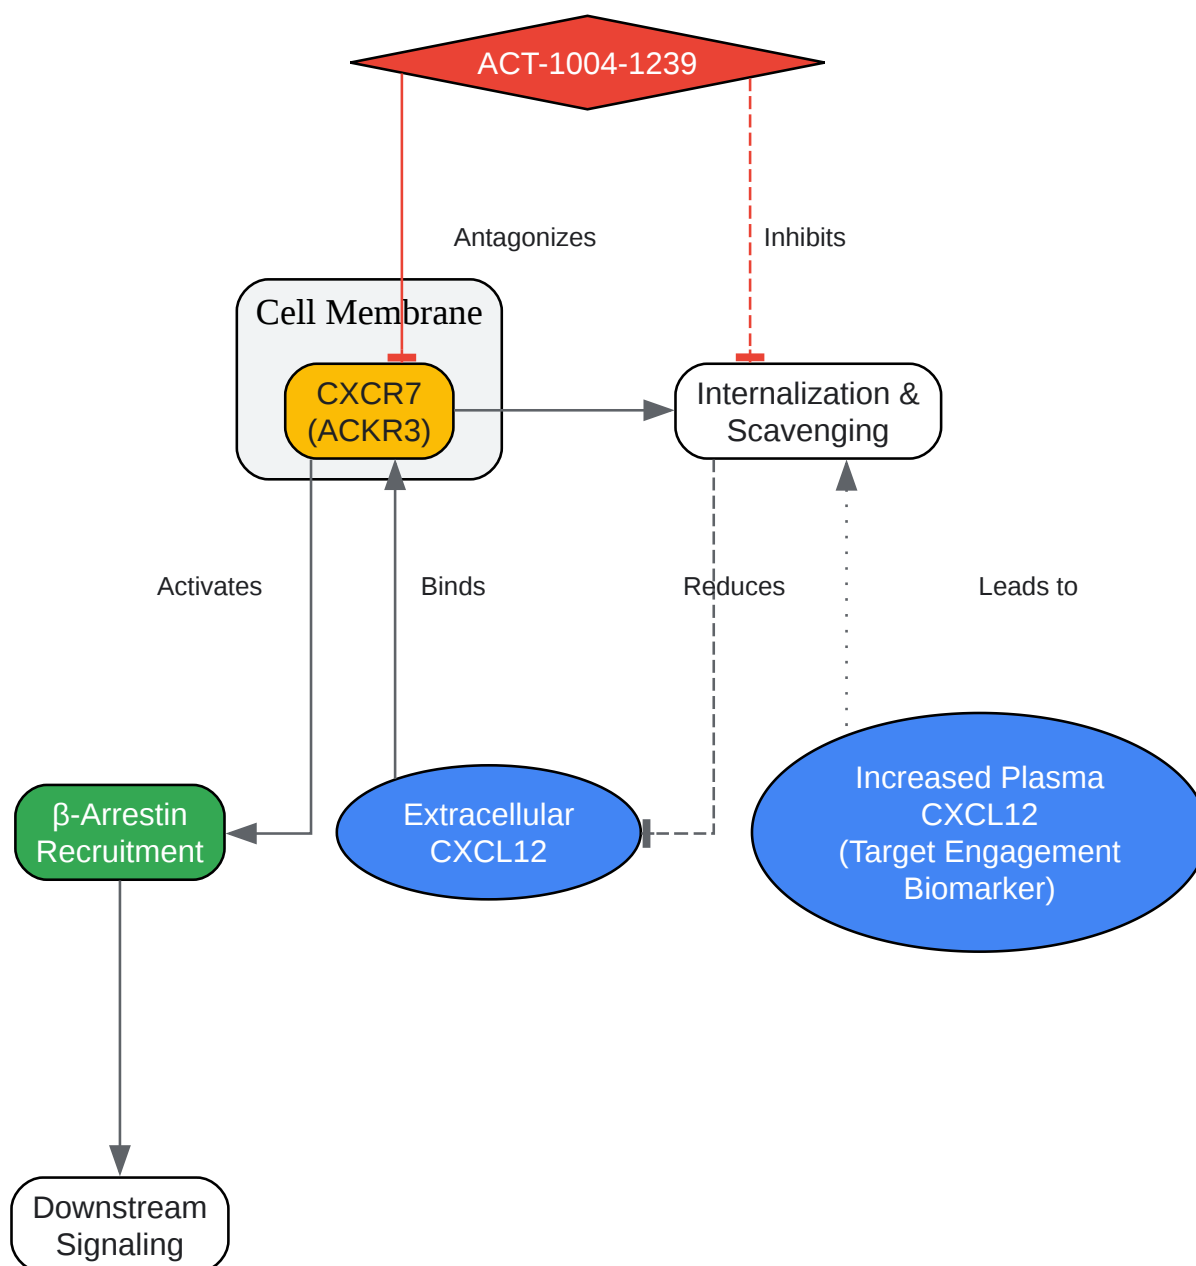 ACT-1004-1239
Antagonizes
Inhibits
Cell Membrane
CXCR7
(ACKR3)
Internalization &
Scavenging
Activates
Binds
Reduces
Leads to
β-Arrestin
Recruitment
Extracellular
CXCL12
Increased Plasma
CXCL12
(Target Engagement
Biomarker)
Downstream
Signaling